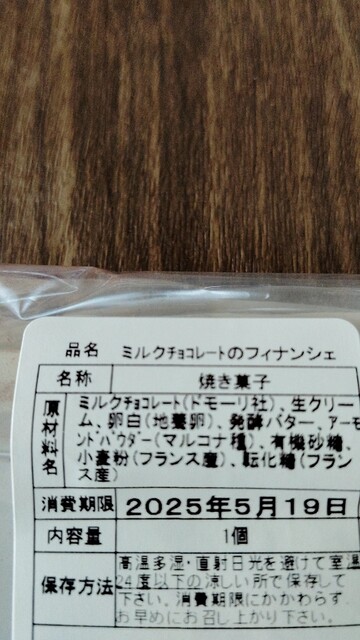 品名 ミルクチョコレートのフィナンシェ
名称 焼き菓子
原材料名 ミルクチョコレート(ドモーリ社)、生クリー
ム、卵白(地養卵)、発酵バター、アーモ
ンドパウダー(マルコナ種)、有機砂糖、
小麦粉(フランス産)、転化糖(フラン
ス産)
消費期限 2025年5月19日
内容量 1個
保存方法 高温多湿・直射日光を避けて室温
24度以下の涼しい所で保存して
下さい。消費期限にかかわらず、
お早めにお召し上がり下さい。